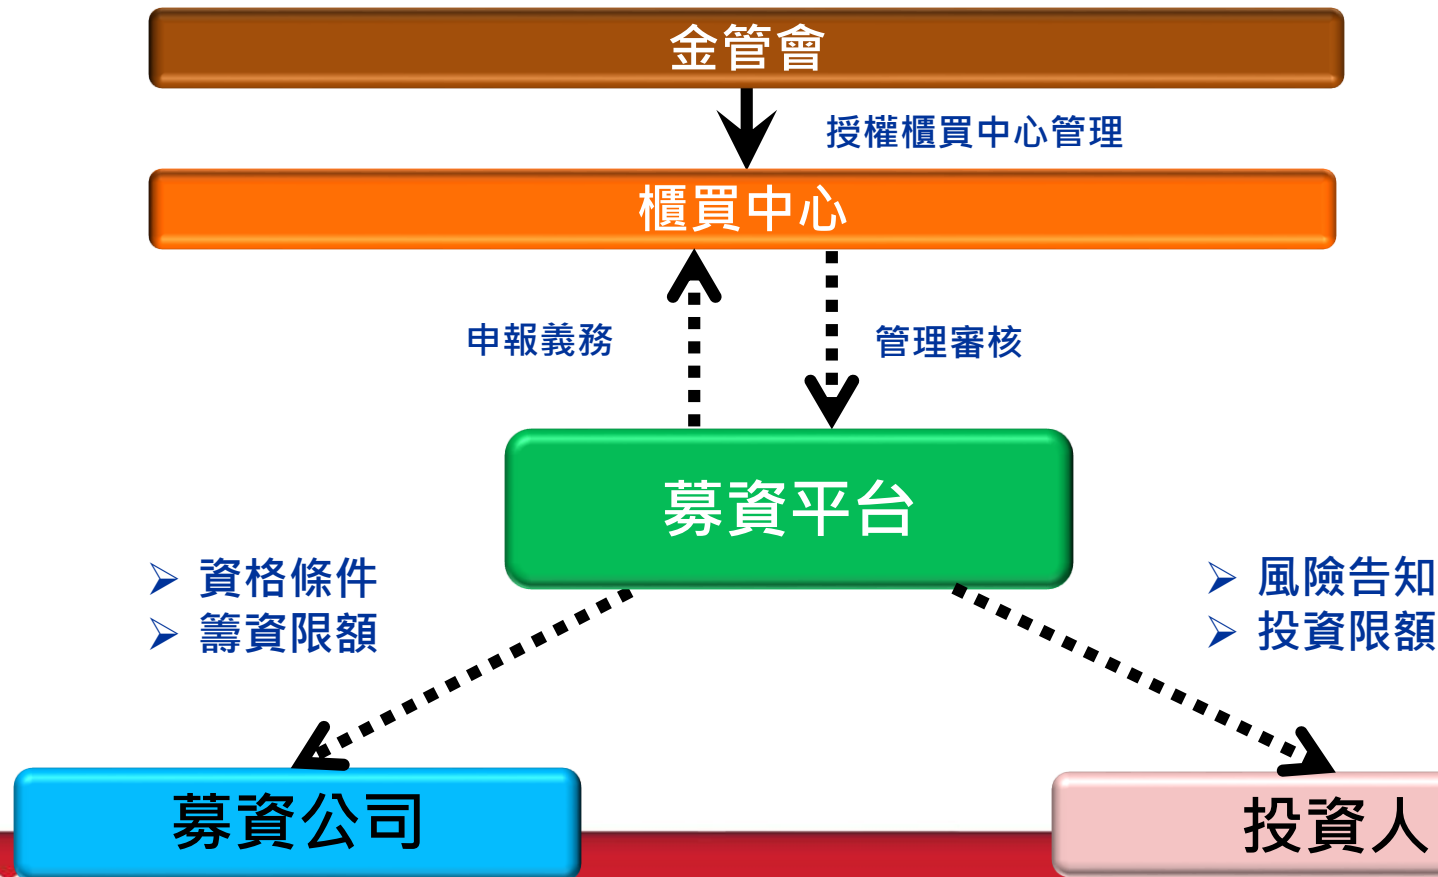 金管會
授權櫃買中心管理
櫃買中心
申報義務
管理審核
募資平台
➢ 資格條件
➢ 籌資限額
➢ 風險告知
➢ 投資限額
募資公司
投資人